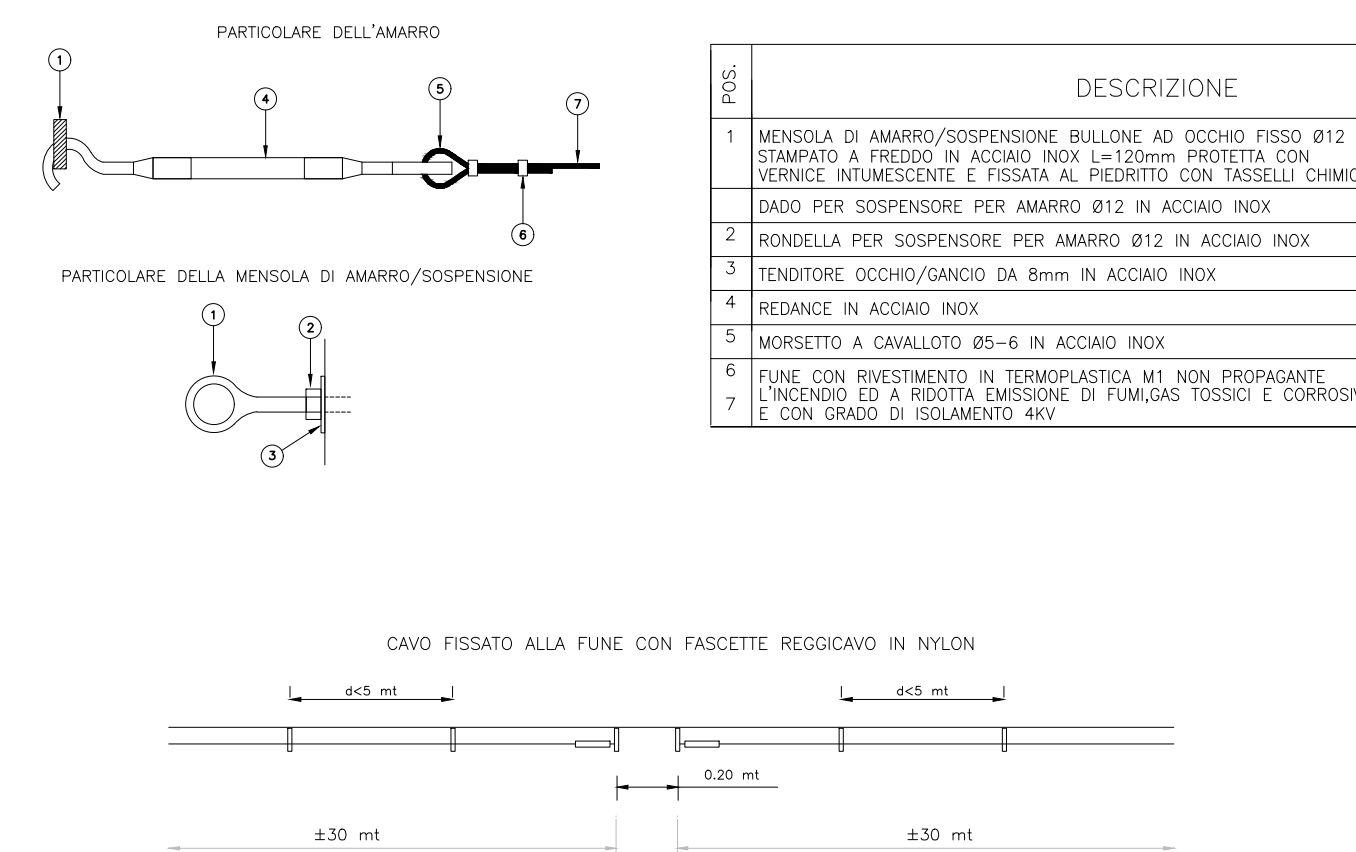 PARTICOLARE DELL'AMARRO
1
4
5
7
6
PARTICOLARE DELLA MENSOLA DI AMARRO/SOSPENSIONE
1
2
3
POS.
DESCRIZIONE
1
MENSOLA DI AMARRO/SOSPENSIONE BULLONE AD OCCHIO FISSO Ø12
STAMPATO A FREDDO IN ACCIAIO INOX L=120mm PROTETTA CON
VERNICE INTUMESCENTE E FISSATA AL PIEDRITTO CON TASSELLI CHIMIC
DADO PER SOSPENSORE PER AMARRO Ø12 IN ACCIAIO INOX
2
RONDELLA PER SOSPENSORE PER AMARRO Ø12 IN ACCIAIO INOX
3
TENDITORE OCCHIO/GANCIO DA 8mm IN ACCIAIO INOX
4
REDANCE IN ACCIAIO INOX
5
MORSETTO A CAVALLOTO Ø5-6 IN ACCIAIO INOX
6
7
FUNE CON RIVESTIMENTO IN TERMOPLASTICA M1 NON PROPAGANTE
L'INCENDIO ED A RIDOTTA EMISSIONE DI FUMI,GAS TOSSICI E CORROSIV
E CON GRADO DI ISOLAMENTO 4KV
CAVO FISSATO ALLA FUNE CON FASCETTE REGGICAVO IN NYLON
d<5 mt
d<5 mt
0.20 mt
±30 mt
±30 mt